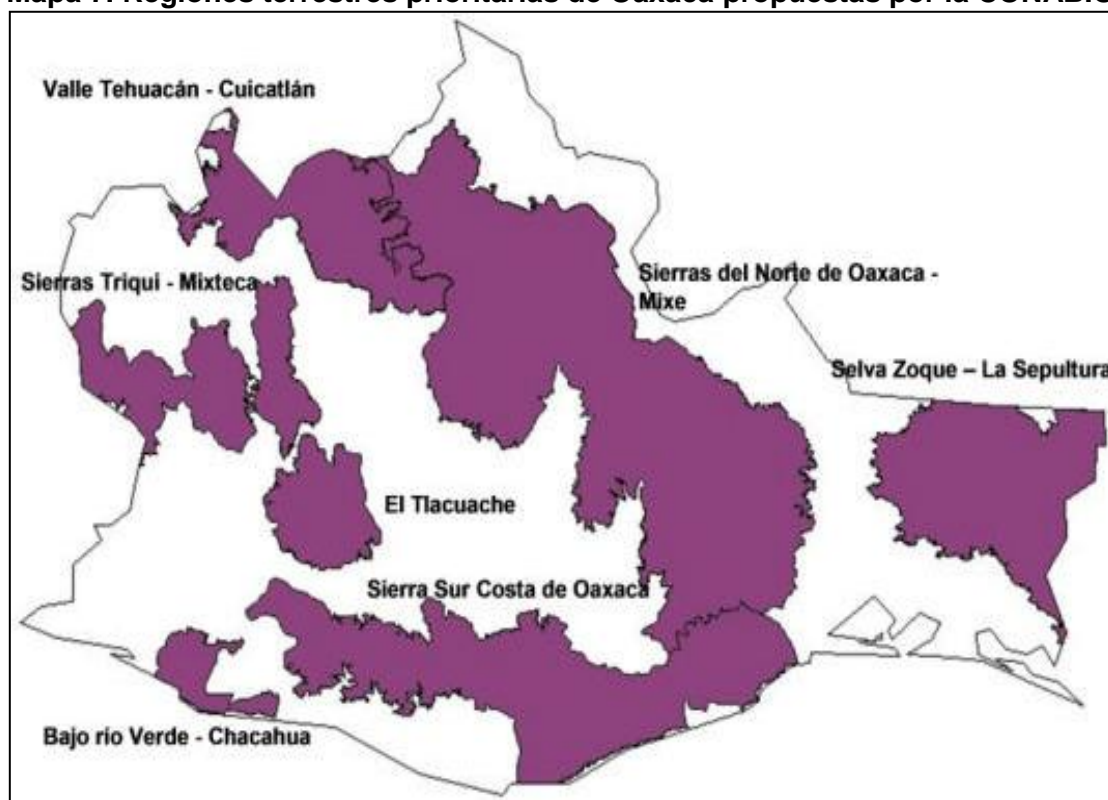 Mapa 7. Regiones terrestres prioritarias de Oaxaca propuestas por la CONABIO
Valle Tehuacán - Cuicatlán
Sierras Triqui - Mixteca
Sierras del Norte de Oaxaca -
Mixe
Selva Zoque – La Sepultura
El Tlacuache
Sierra Sur Costa de Oaxaca
Bajo río Verde - Chacahua